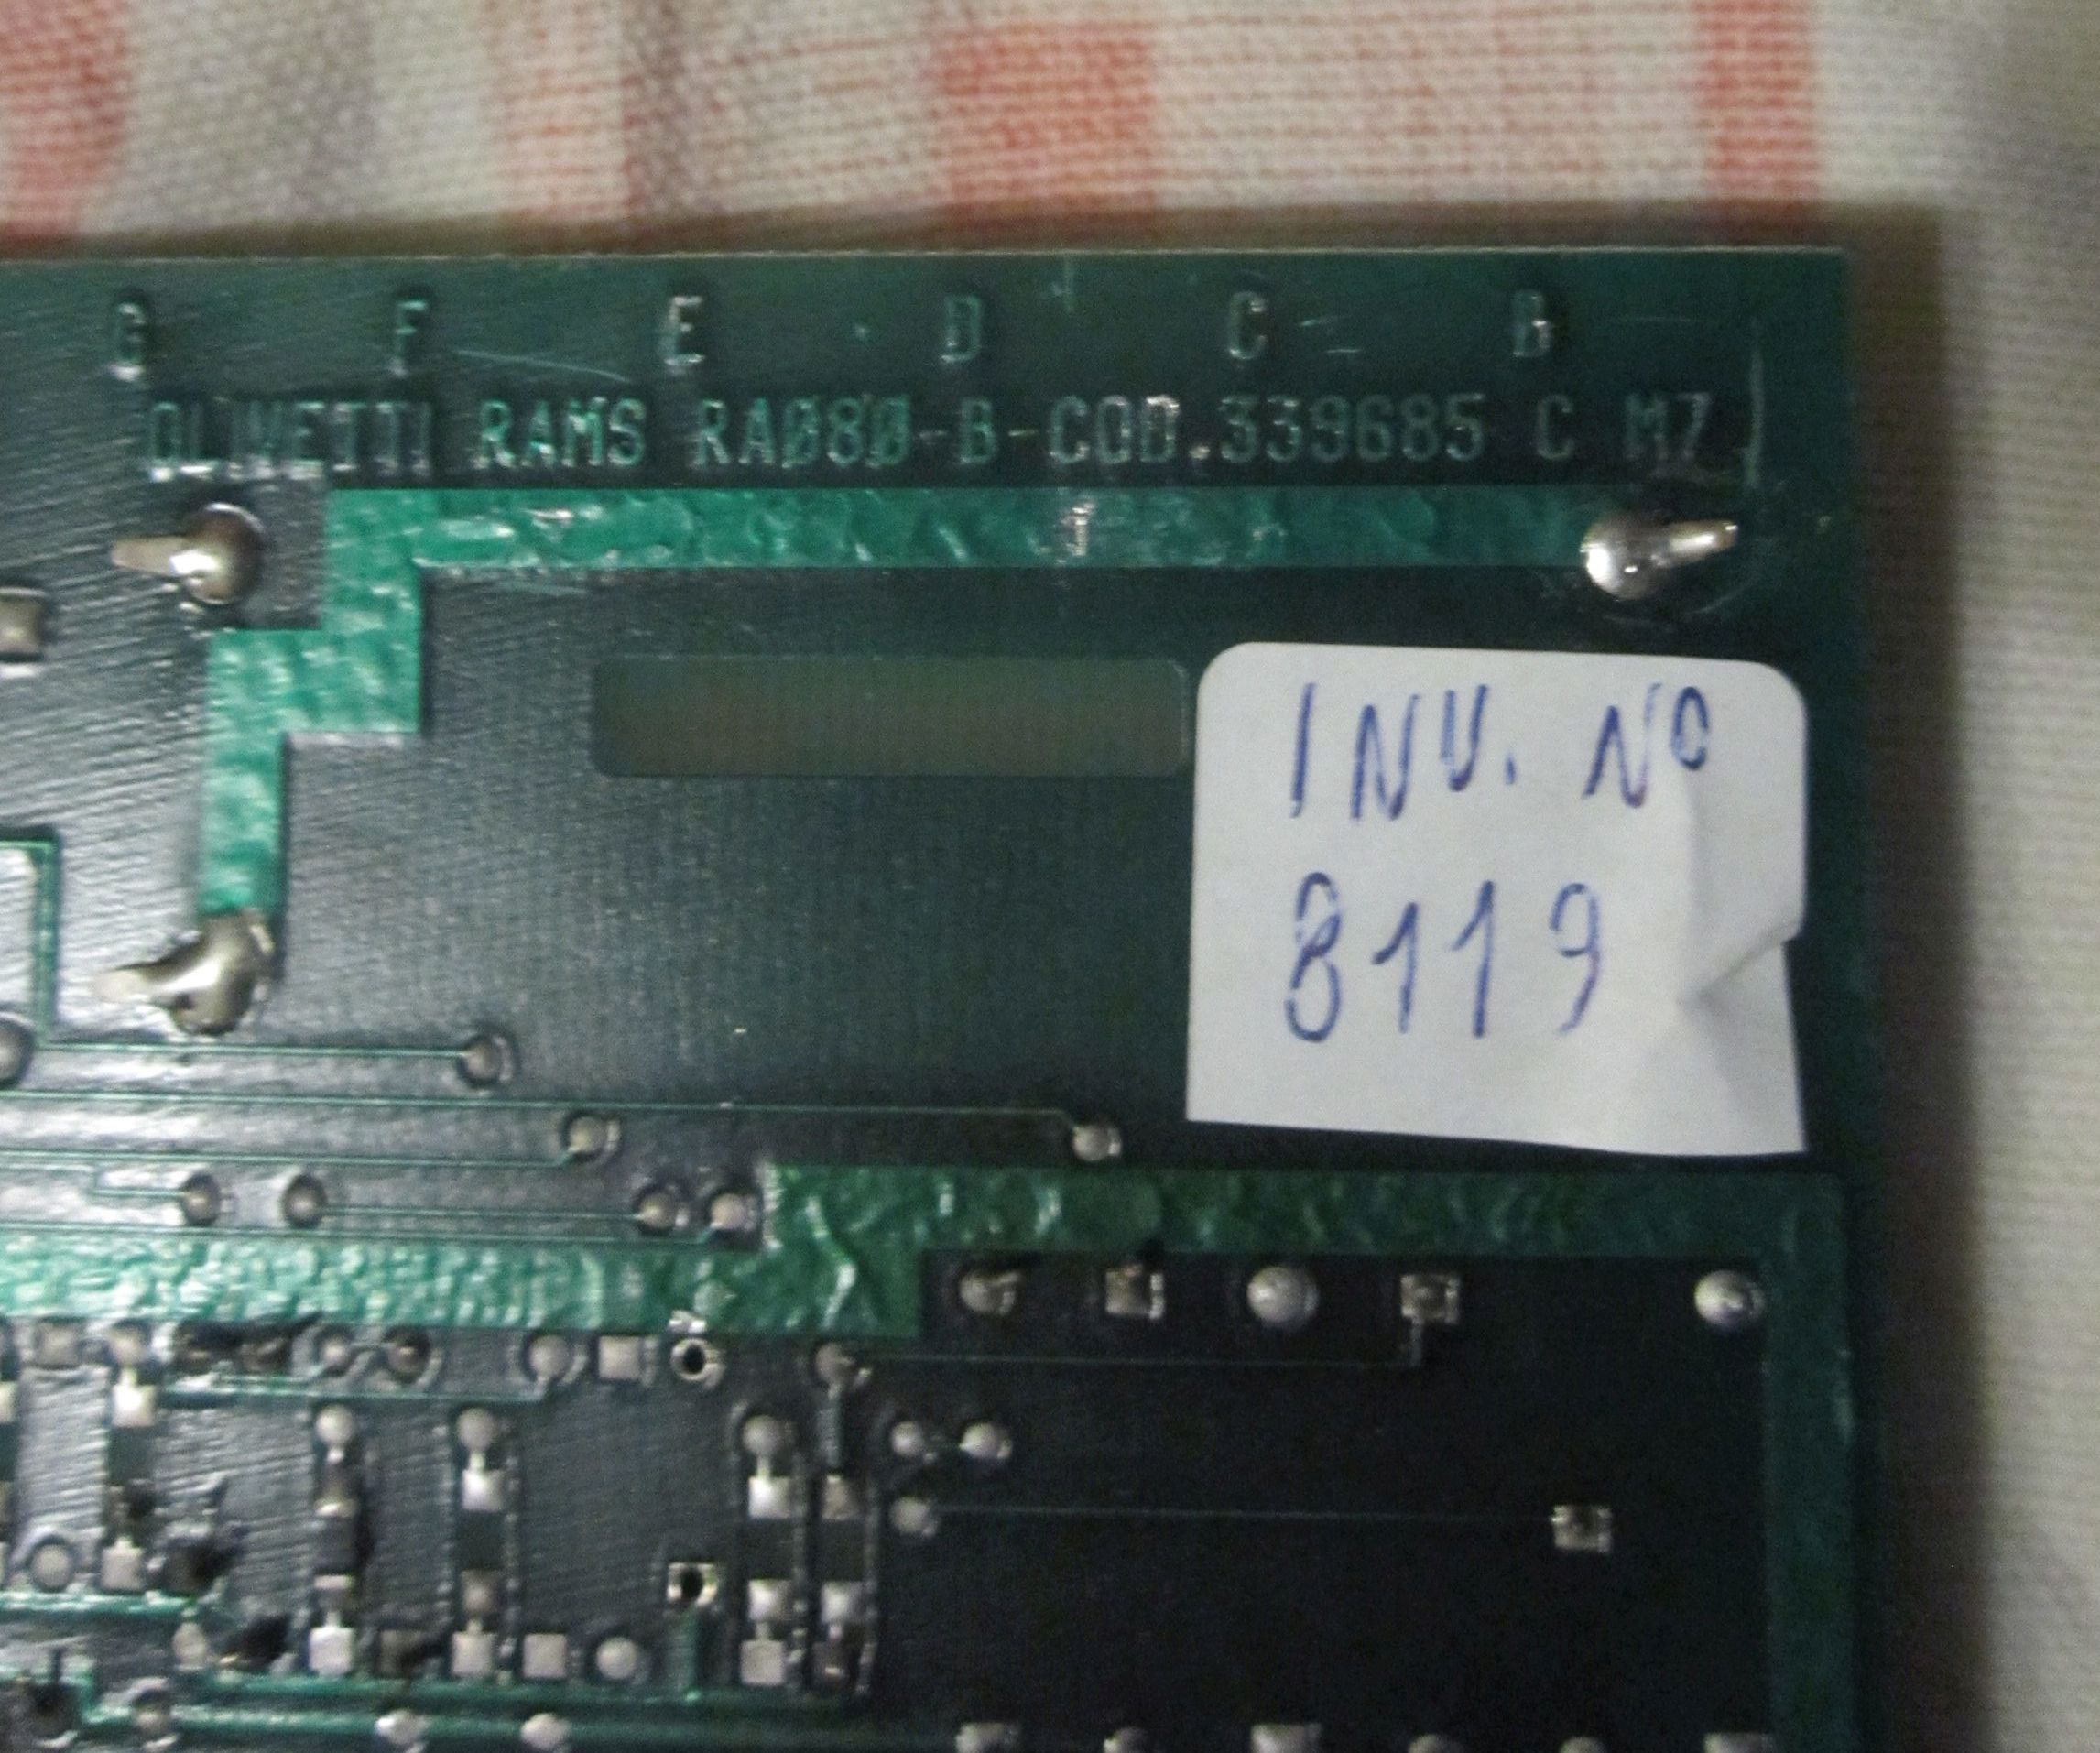 G F E D C B
OLIVETTI RAMS RA080-B-COD.339685 C M7
INV. NO
8119